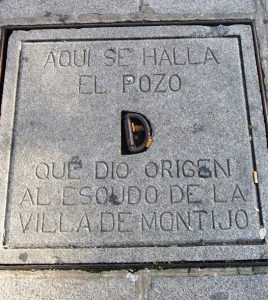 AQUI SE HALLA
EL POZO
QUE DIO ORIGEN
AL ESCUDO DE LA
VILLA DE MONTIJO